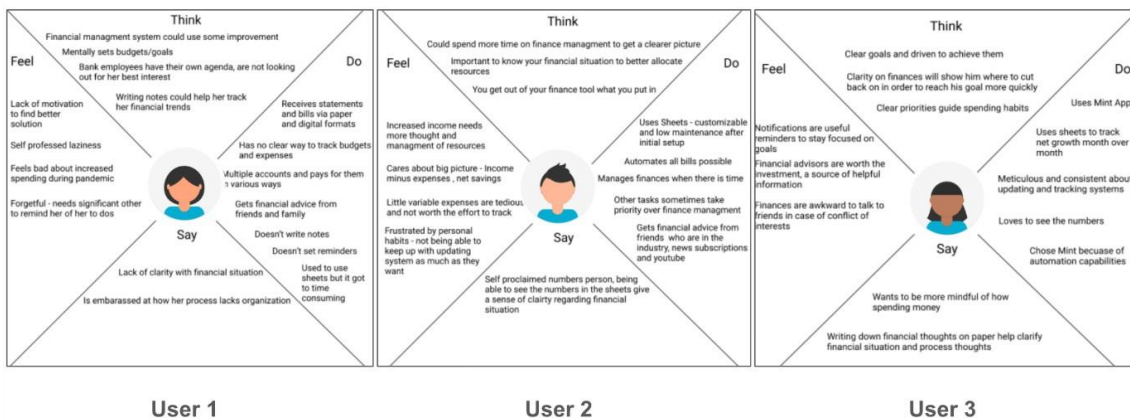 Think
Financial managment system could use some improvement
Mentally sets budgets/goals
Feel
Do
Bank employees have their own agenda, are not looking
out for her best interest
Writing notes could help her track
her financial trends
Lack of motivation
to find better
solution
Self professed laziness
Feels bad about increased
spending during pandemic
Forgetful - needs significant other
to remind her of her to dos
Receives statements
and bills via paper
and digital formats
Has no clear way to track budgets
and expenses
Multiple accounts and pays for them
in various ways
Gets financial advice from
friends and family
Doesn't write notes
Doesn't set reminders
Used to use
sheets but it got
to time
consuming
Say
Lack of clarity with financial situation
Is embarassed at how her process lacks organization
User 1
Think
Could spend more time on finance managment to get a clearer picture
Feel
Do
Important to know your financial situation to better allocate
resources
You get out of your finance tool what you put in
Increased income needs
more thought and
managment of resources
Cares about big picture - Income
minus expenses , net savings
Little variable expenses are tedious
and not worth the effort to track
Frustrated by personal
habits - not being able to
keep up with updating
system as much as they
want
Uses Sheets - customizable
and low maintenance after
initial setup
Automates all bills possible
Manages finances when there is time
Other tasks sometimes take
priority over finance managment
Gets financial advice from
friends who are in the
industry, news subscriptions
and youtube
Say
Self proclaimed numbers person, being
able to see the numbers in the sheets give
a sense of clairty regarding financial
situation
User 2
Think
Clear goals and driven to achieve them
Feel
Do
Clarity on finances will show him where to cut
back on in order to reach his goal more quickly
Clear priorities guide spending habits
Notifications are useful
reminders to stay focused on
goals
Financial advisors are worth the
investment, a source of helpful
information
Finances are awkward to talk to
friends in case of conflict of
interests
Uses Mint App
Uses sheets to track
net growth month over
month
Meticulous and consistent about
updating and tracking systems
Loves to see the numbers
Chose Mint becuase of
automation capabilities
Say
Wants to be more mindful of how
spending money
Writing down financial thoughts on paper help clarify
financial situation and process thoughts
User 3